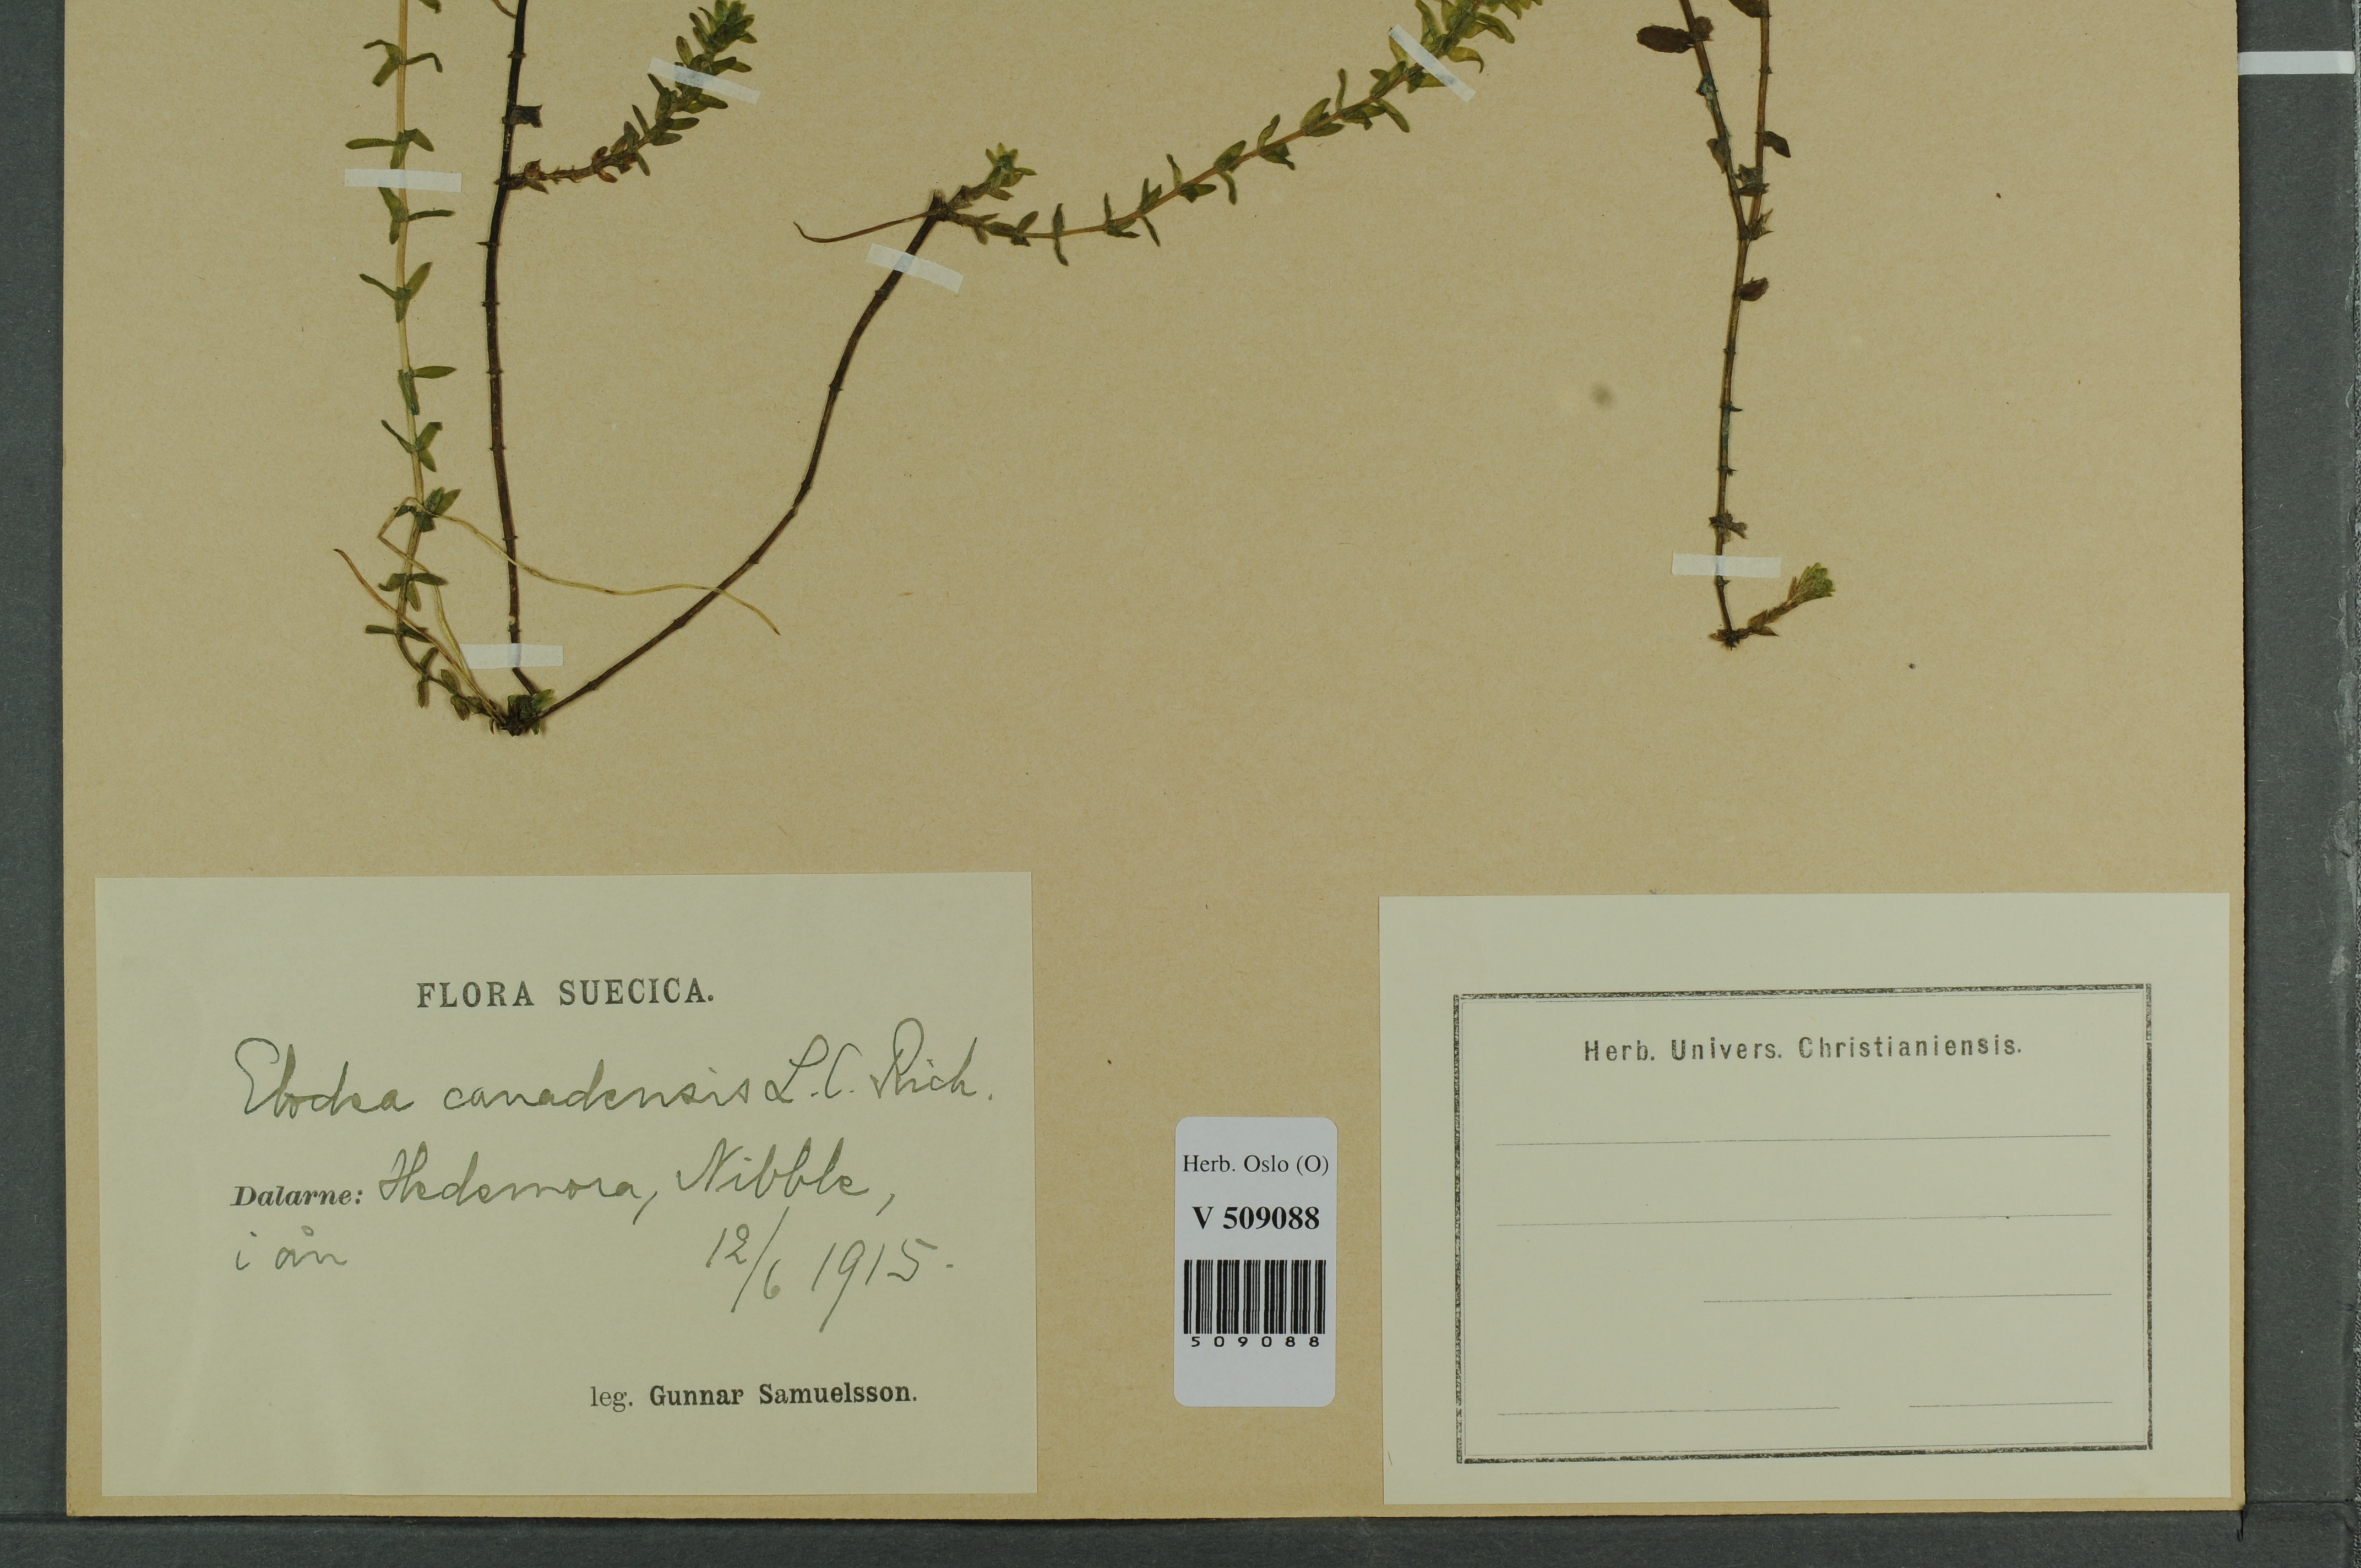 FLORA SUECICA.
Elodea canadensis L.C. Rich.
Dalarne: Hedemora, Nibble,
i ån 12/6 1915.
leg. Gunnar Samuelsson.
Herb. Oslo (O)
V 509088
509088
Herb. Univers. Christianiensis.